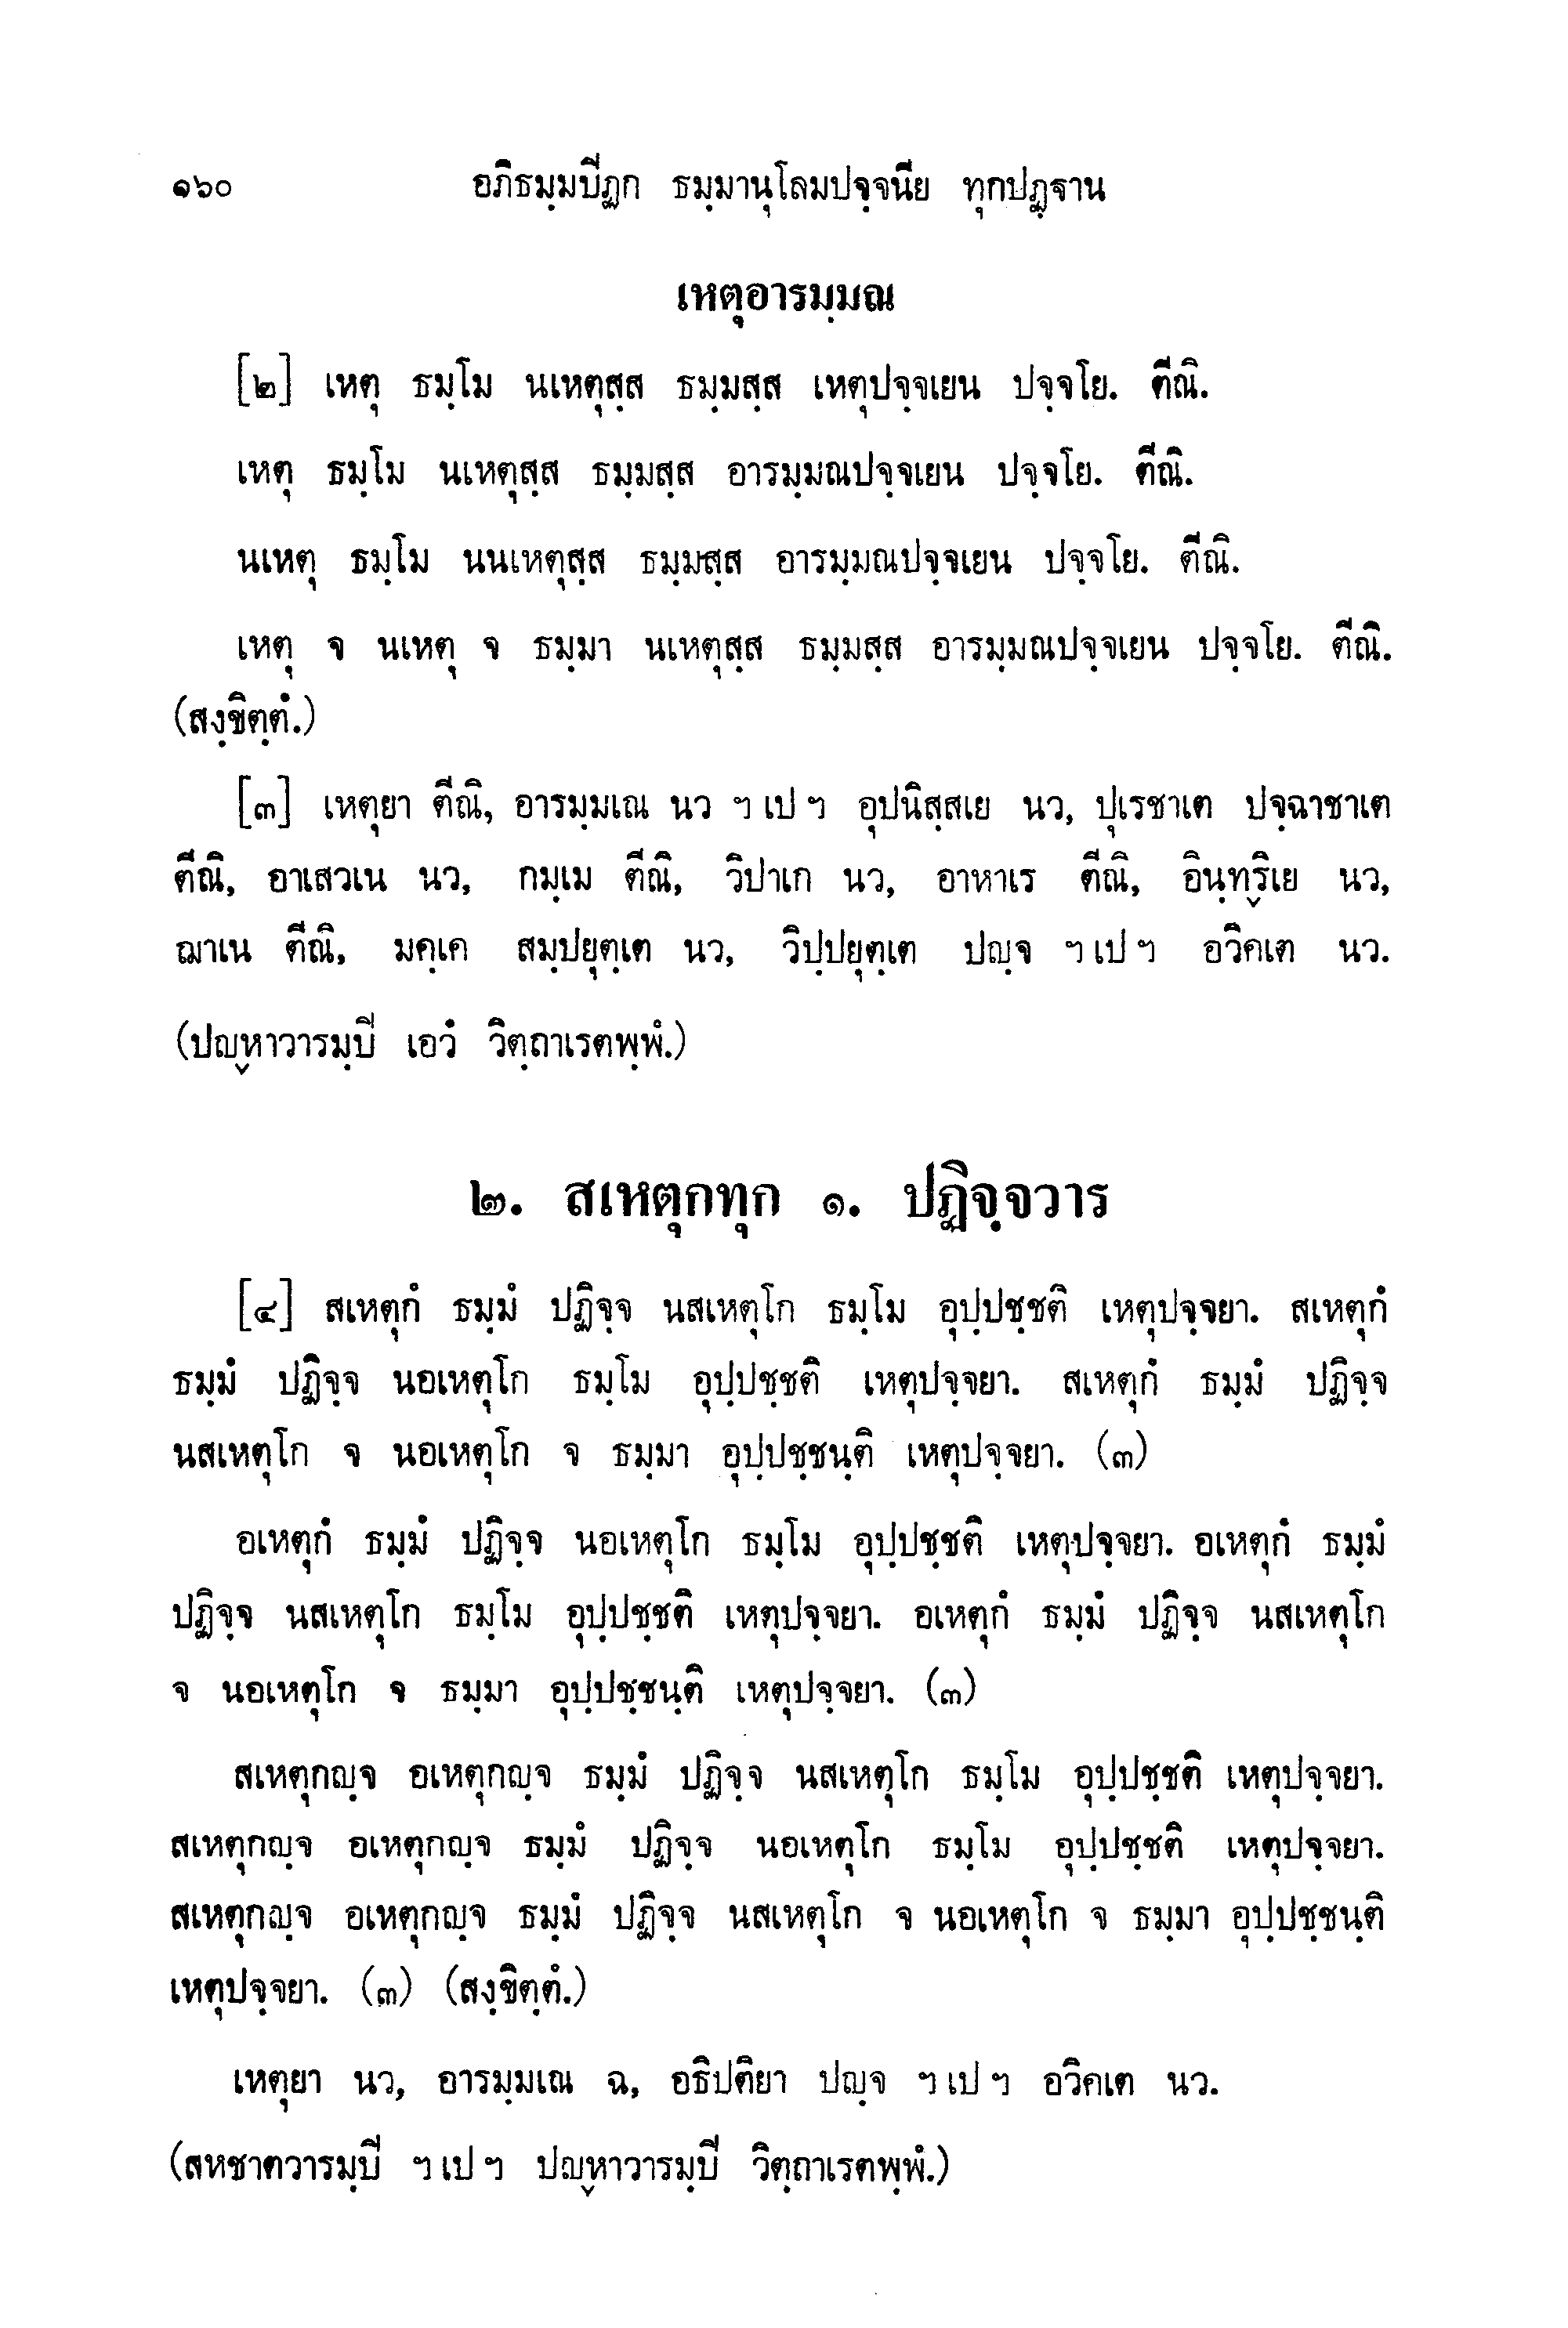 ๑๖๐ อภิธมฺมปิฏก ธมฺมานุโลมปจฺจนีย ทุกปฏฺฐาน
เหตุอารมฺมณ
[๒] เหตุ ธมฺโม นเหตุสฺส ธมฺมสฺส เหตุปจฺจเยน ปจฺจโย. ตีณิ.
เหตุ ธมฺโม นเหตุสฺส ธมฺมสฺส อารมฺมณปจฺจเยน ปจฺจโย. ตีณิ.
นเหตุ ธมฺโม นนเหตุสฺส ธมฺมสฺส อารมฺมณปจฺจเยน ปจฺจโย. ตีณิ.
เหตุ จ นเหตุ จ ธมฺมา นเหตุสฺส ธมฺมสฺส อารมฺมณปจฺจเยน ปจฺจโย. ตีณิ.
(สงฺขิตฺตํ.)
[๓] เหตุยา ตีณิ, อารมฺมเณ นว ฯ เป ฯ อุปนิสฺสเย นว, ปุเรชาเต ปจฺฉาชาเต
ตีณิ, อาเสวเน นว, กมฺเม ตีณิ, วิปาเก นว, อาหาเร ตีณิ, อินฺทฺริเย นว,
ฌาเน ตีณิ, มคฺเค สมฺปยุตฺเต นว, วิปฺปยุตฺเต ปญฺจ ฯ เป ฯ อวิคเต นว.
(ปญฺหาวารมฺปิ เอวํ วิตฺถาเรตพฺพํ.)
๒. สเหตุกทุก ๑. ปฏิจฺจวาร
[๔] สเหตุกํ ธมฺมํ ปฏิจฺจ นสเหตุโก ธมฺโม อุปฺปชฺชติ เหตุปจฺจยา. สเหตุกํ
ธมฺมํ ปฏิจฺจ นอเหตุโก ธมฺโม อุปฺปชฺชติ เหตุปจฺจยา. สเหตุกํ ธมฺมํ ปฏิจฺจ
นสเหตุโก จ นอเหตุโก จ ธมฺมา อุปฺปชฺชนฺติ เหตุปจฺจยา. (๓)
อเหตุกํ ธมฺมํ ปฏิจฺจ นอเหตุโก ธมฺโม อุปฺปชฺชติ เหตุปจฺจยา. อเหตุกํ ธมฺมํ
ปฏิจฺจ นสเหตุโก ธมฺโม อุปฺปชฺชติ เหตุปจฺจยา. อเหตุกํ ธมฺมํ ปฏิจฺจ นสเหตุโก
จ นอเหตุโก จ ธมฺมา อุปฺปชฺชนฺติ เหตุปจฺจยา. (๓)
สเหตุกญฺจ อเหตุกญฺจ ธมฺมํ ปฏิจฺจ นสเหตุโก ธมฺโม อุปฺปชฺชติ เหตุปจฺจยา.
สเหตุกญฺจ อเหตุกญฺจ ธมฺมํ ปฏิจฺจ นอเหตุโก ธมฺโม อุปฺปชฺชติ เหตุปจฺจยา.
สเหตุกญฺจ อเหตุกญฺจ ธมฺมํ ปฏิจฺจ นสเหตุโก จ นอเหตุโก จ ธมฺมา อุปฺปชฺชนฺติ
เหตุปจฺจยา. (๓) (สงฺขิตฺตํ.)
เหตุยา นว, อารมฺมเณ ฉ, อธิปติยา ปญฺจ ฯ เป ฯ อวิคเต นว.
(สหชาตวารมฺปิ ฯ เป ฯ ปญฺหาวารมฺปิ วิตฺถาเรตพฺพํ.)